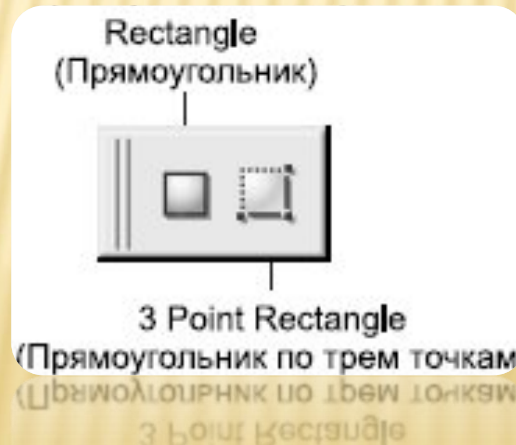 Rectangle
(Прямоугольник)
3 Point Rectangle
(Прямоугольник по трем точкам